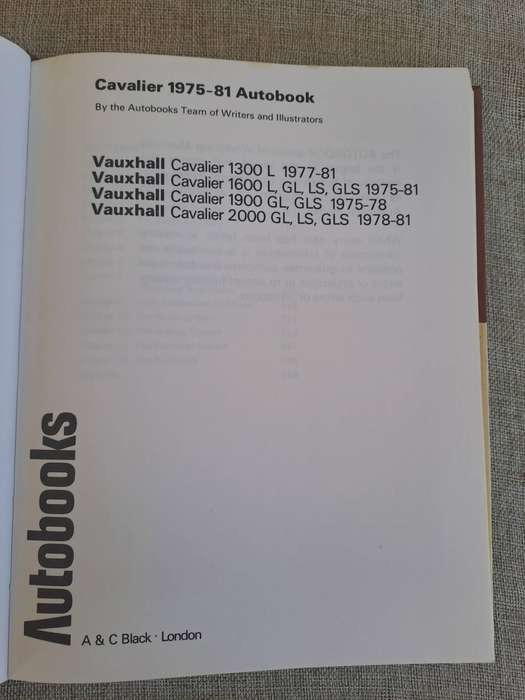 Cavalier 1975-81 Autobook
By the Autobooks Team of Writers and Illustrators
Vauxhall Cavalier 1300 L 1977-81
Vauxhall Cavalier 1600 L, GL, LS, GLS 1975-81
Vauxhall Cavalier 1900 GL, GLS 1975-78
Vauxhall Cavalier 2000 GL, LS, GLS 1978-81
Autobooks
A & C Black · London